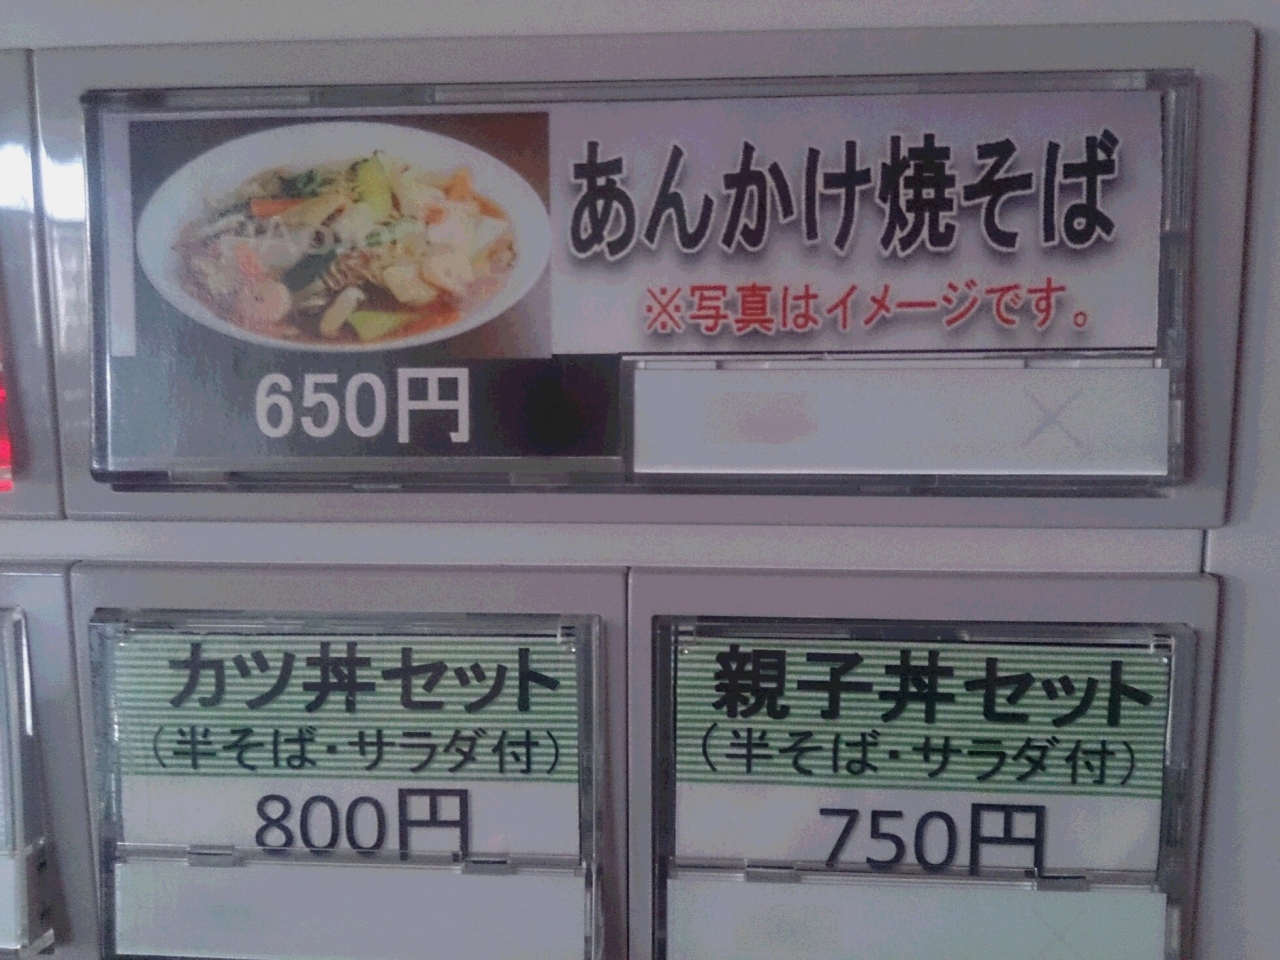 あんかけ焼そば
※写真はイメージです。
650円
カツ丼セット
(半そば・サラダ付)
800円
親子丼セット
(半そば・サラダ付)
750円